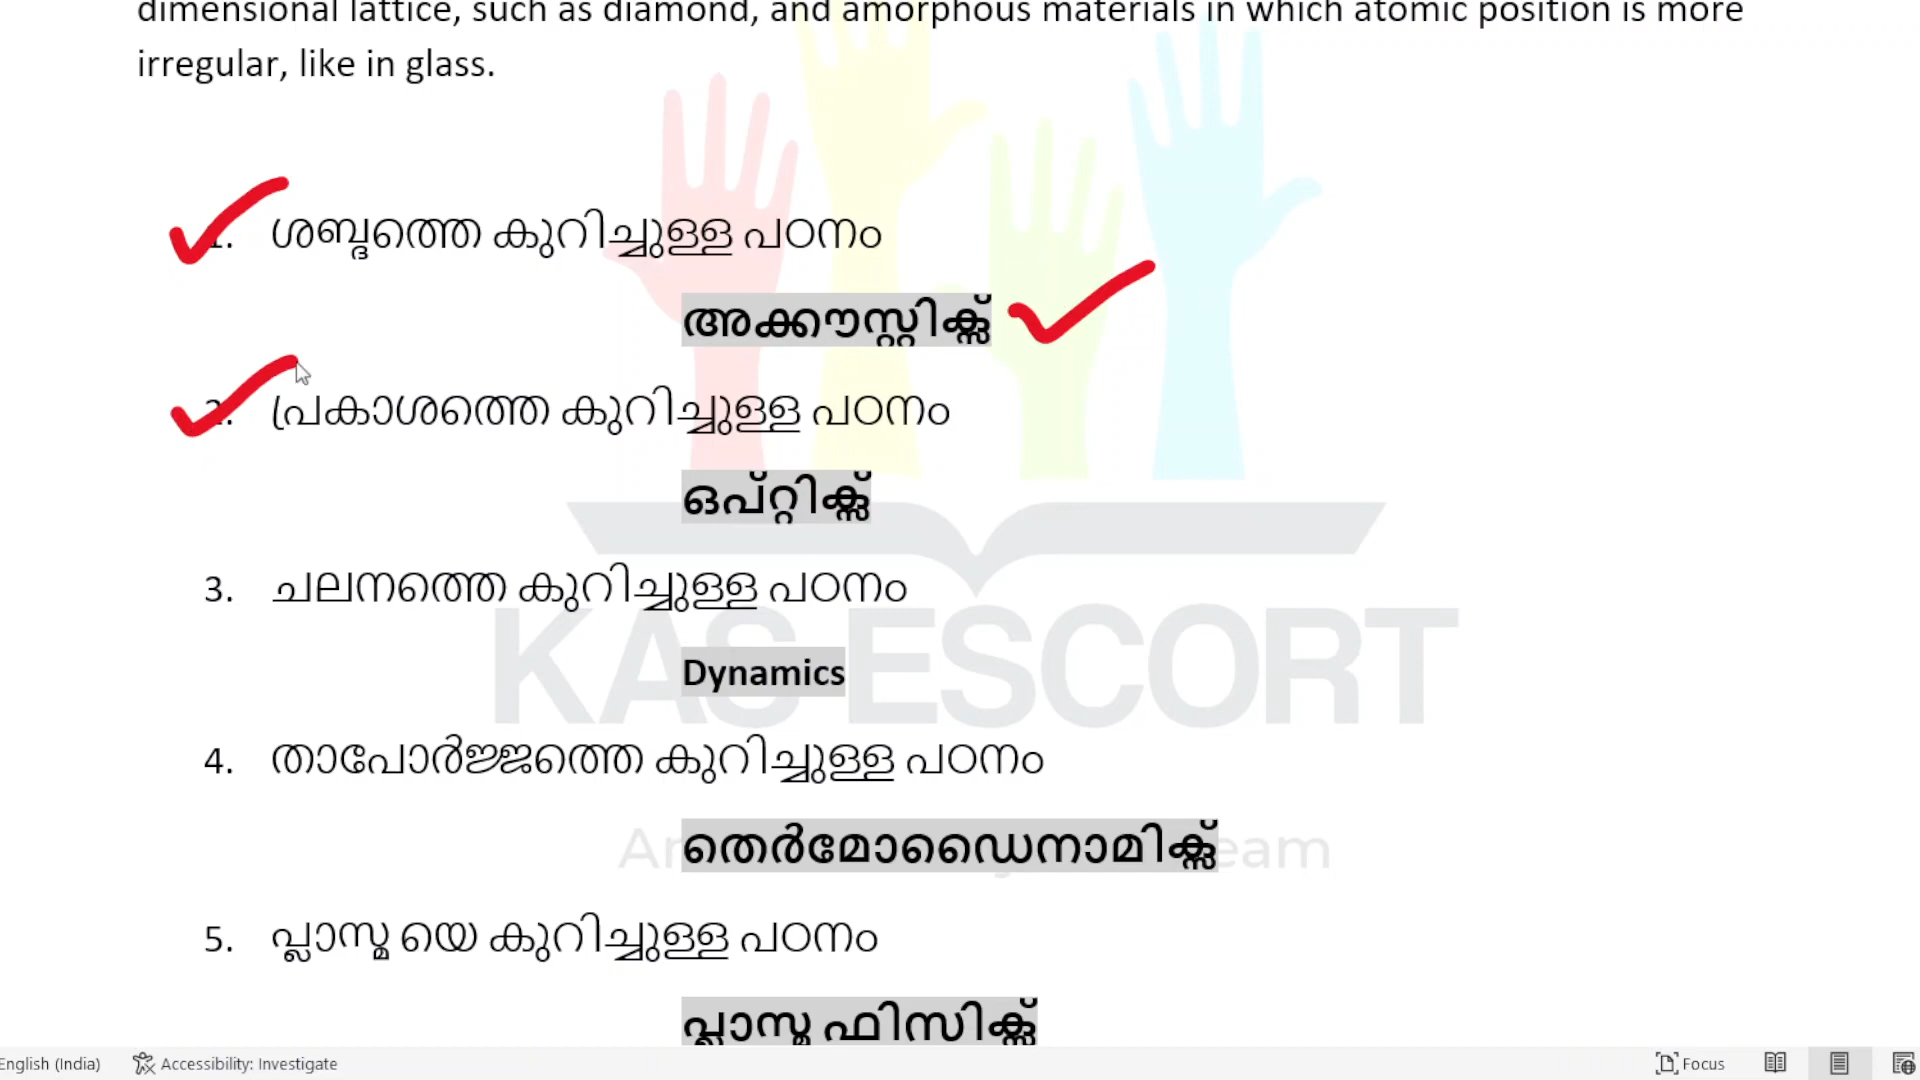 dimensional lattice, such as diamond, and amorphous materials in which atomic position is more
irregular, like in glass.
1. ശബ്ദത്തെ കുറിച്ചുള്ള പഠനം
അക്കൗസ്റ്റിക്സ്
2. പ്രകാശത്തെ കുറിച്ചുള്ള പഠനം
ഒപ്റ്റിക്സ്
3. ചലനത്തെ കുറിച്ചുള്ള പഠനം
KAS ESCORT
Dynamics
4. താപോർജ്ജത്തെ കുറിച്ചുള്ള പഠനം
തെർമോഡൈനാമിക്സ്
5. പ്ലാസ്മ യെ കുറിച്ചുള്ള പഠനം
പ്ലാസ്മ ഫിസിക്സ്
English (India) Accessibility: Investigate Focus